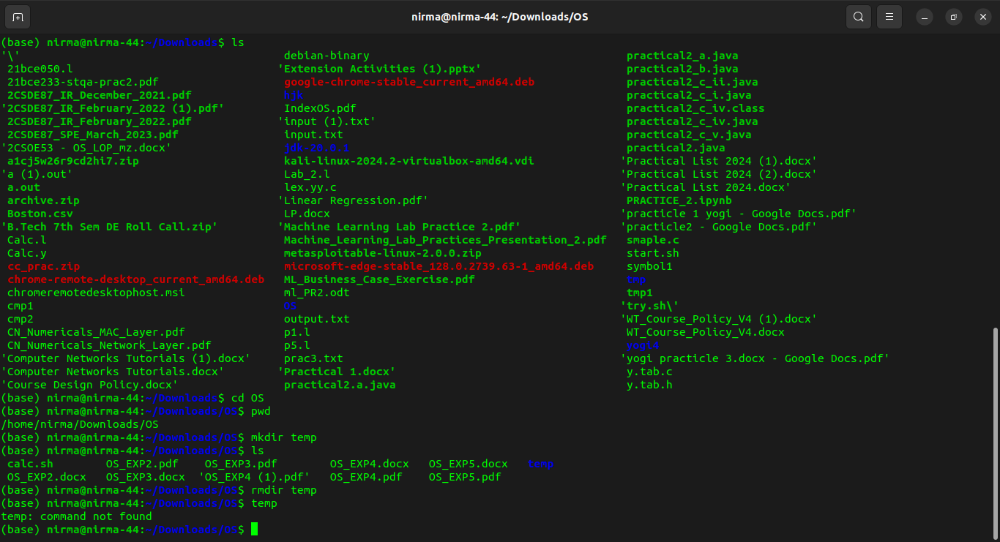 nirma@nirma-44: ~/Downloads/OS
(base) nirma@nirma-44:~/Downloads$ ls
'\' debian-binary practical2_a.java
21bce050.l 'Extension Activities (1).pptx' practical2_b.java
21bce233-stqa-prac2.pdf google-chrome-stable_current_amd64.deb practical2_c_ii.java
2CSDE87_IR_December_2021.pdf hjk practical2_c_i.java
'2CSDE87_IR_February_2022 (1).pdf' IndexOS.pdf practical2_c_iv.class
2CSDE87_IR_February_2022.pdf 'input (1).txt' practical2_c_iv.java
2CSDE87_SPE_March_2023.pdf input.txt practical2_c_v.java
'2CSOE53 - OS_LOP_mz.docx' jdk-20.0.1 practical2.java
a1cj5w26r9cd2hi7.zip kali-linux-2024.2-virtualbox-amd64.vdi 'Practical List 2024 (1).docx'
'a (1).out' Lab_2.l 'Practical List 2024 (2).docx'
a.out lex.yy.c 'Practical List 2024.docx'
archive.zip 'Linear Regression.pdf' PRACTICE_2.ipynb
Boston.csv LP.docx 'practicle 1 yogi - Google Docs.pdf'
'B.Tech 7th Sem DE Roll Call.zip' 'Machine Learning Lab Practice 2.pdf' 'practicle2 - Google Docs.pdf'
Calc.l Machine_Learning_Lab_Practices_Presentation_2.pdf smaple.c
Calc.y metasploitable-linux-2.0.0.zip start.sh
cc_prac.zip microsoft-edge-stable_128.0.2739.63-1_amd64.deb symbol1
chrome-remote-desktop_current_amd64.deb ML_Business_Case_Exercise.pdf tmp
chromeremotedesktophost.msi ml_PR2.odt tmp1
cmp1 OS 'try.sh\'
cmp2 output.txt 'WT_Course_Policy_V4 (1).docx'
CN_Numericals_MAC_Layer.pdf p1.l WT_Course_Policy_V4.docx
CN_Numericals_Network_Layer.pdf p5.l yogi4
'Computer Networks Tutorials (1).docx' prac3.txt 'yogi practicle 3.docx - Google Docs.pdf'
'Computer Networks Tutorials.docx' 'Practical 1.docx' y.tab.c
'Course Design Policy.docx' practical2.a.java y.tab.h
(base) nirma@nirma-44:~/Downloads$ cd OS
(base) nirma@nirma-44:~/Downloads/OS$ pwd
/home/nirma/Downloads/OS
(base) nirma@nirma-44:~/Downloads/OS$ mkdir temp
(base) nirma@nirma-44:~/Downloads/OS$ ls
calc.sh OS_EXP2.pdf OS_EXP3.pdf OS_EXP4.docx OS_EXP5.docx temp
OS_EXP2.docx OS_EXP3.docx 'OS_EXP4 (1).pdf' OS_EXP4.pdf OS_EXP5.pdf
(base) nirma@nirma-44:~/Downloads/OS$ rmdir temp
(base) nirma@nirma-44:~/Downloads/OS$ temp
temp: command not found
(base) nirma@nirma-44:~/Downloads/OS$